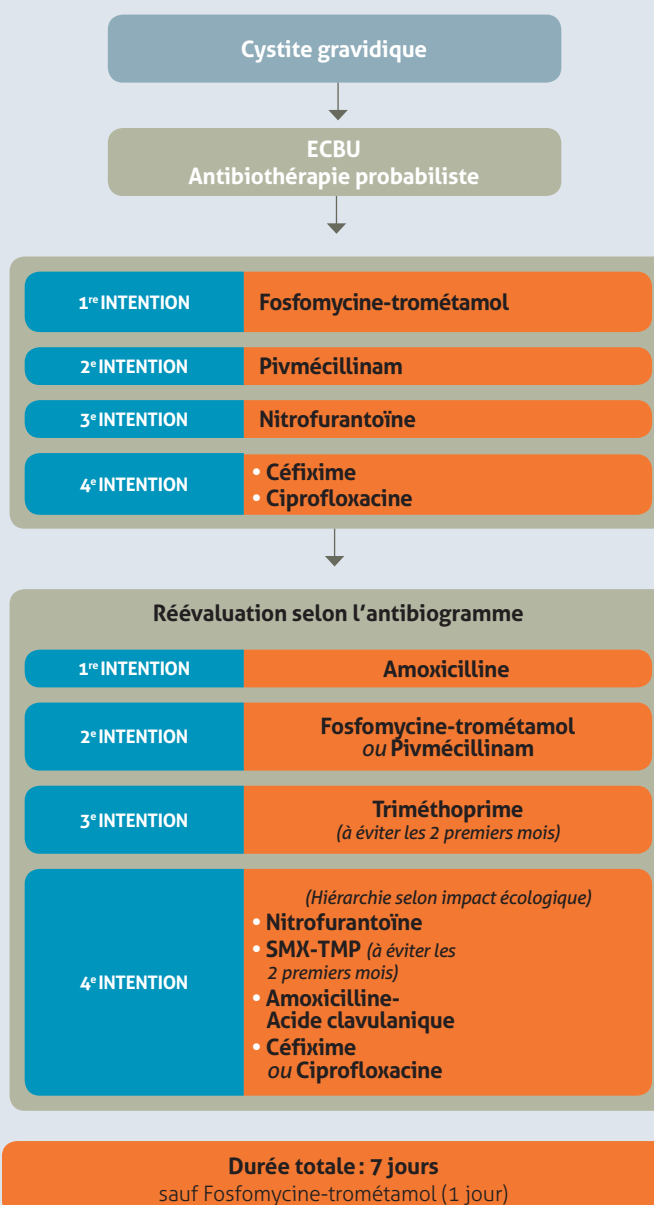 Cystite gravidique
ECBU
Antibiothérapie probabiliste
1re INTENTION
Fosfomycine-trométamol
2e INTENTION
Pivmécillinam
3e INTENTION
Nitrofurantoïne
4e INTENTION
• Céfixime
• Ciprofloxacine
Réévaluation selon l'antibiogramme
1re INTENTION
Amoxicilline
2e INTENTION
Fosfomycine-trométamol
ou Pivmécillinam
3e INTENTION
Triméthoprime
(à éviter les 2 premiers mois)
4e INTENTION
(Hiérarchie selon impact écologique)
• Nitrofurantoïne
• SMX-TMP (à éviter les
2 premiers mois)
• Amoxicilline-
Acide clavulanique
• Céfixime
ou Ciprofloxacine
Durée totale : 7 jours
sauf Fosfomycine-trométamol (1 jour)